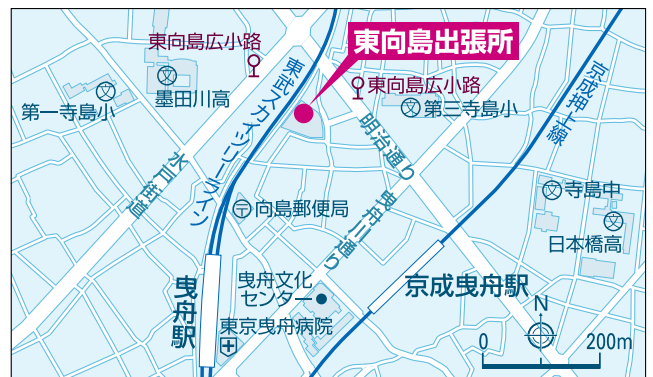 東向島出張所
東向島広小路
東向島広小路
第一寺島小
文
墨田川高
文
東武スカイツリーライン
文
第三寺島小
京成押上線
明治通り
水戸街道
曳舟川通り
〒向島郵便局
文
寺島中
文
日本橋高
曳舟駅
曳舟文化
センター
京成曳舟駅
東京曳舟病院
N
0
200m